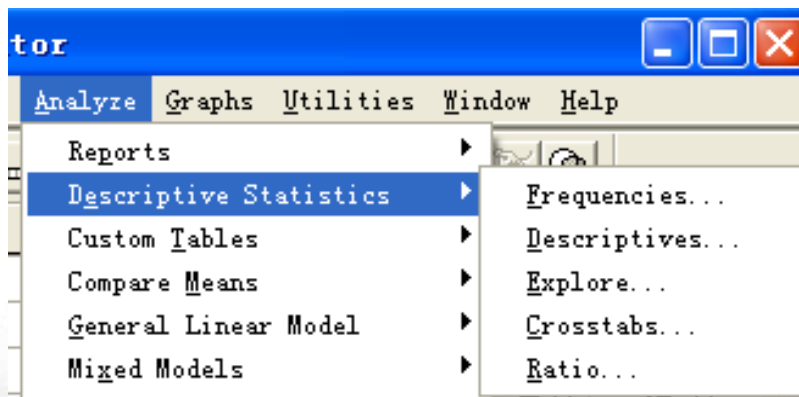 tor
Analyze Graphs Utilities Window Help
Reports
Descriptive Statistics
Custom Tables
Compare Means
General Linear Model
Mixed Models
Frequencies...
Descriptives...
Explore...
Crosstabs...
Ratio...